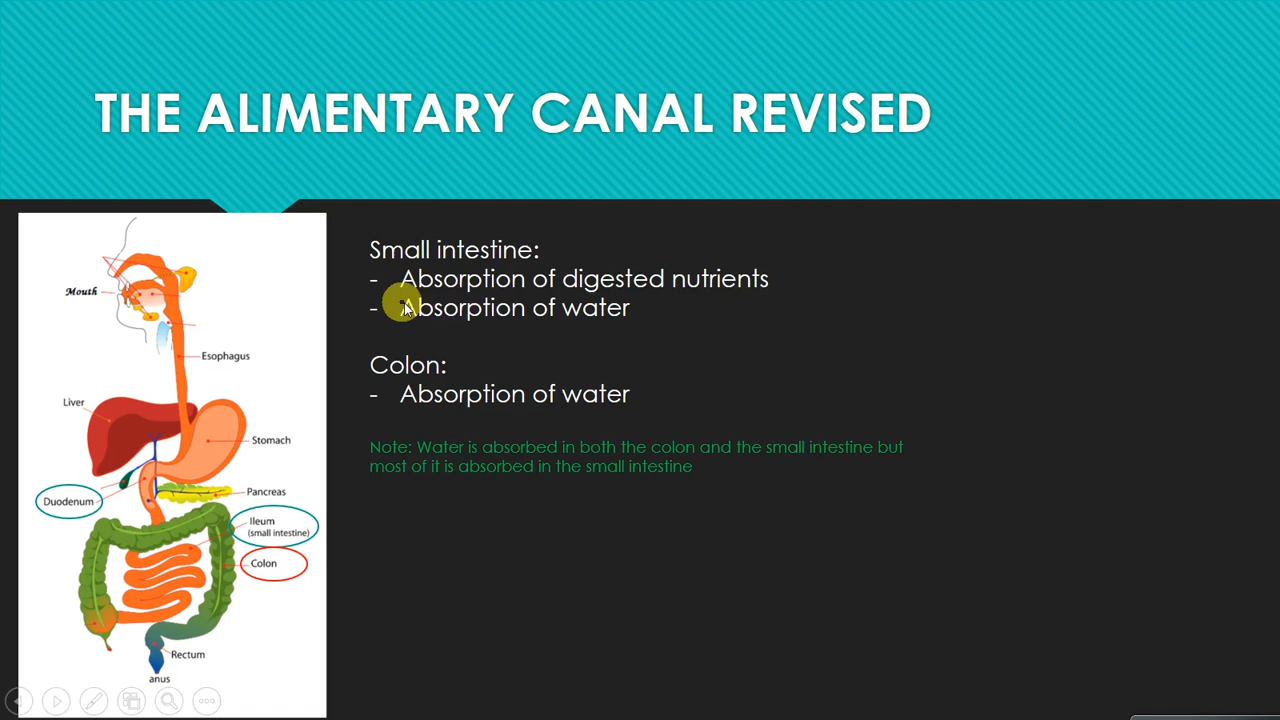 THE ALIMENTARY CANAL REVISED
Small intestine:
- Absorption of digested nutrients
- Absorption of water
Colon:
- Absorption of water
Note: Water is absorbed in both the colon and the small intestine but
most of it is absorbed in the small intestine
Mouth
Esophagus
Liver
Stomach
Pancreas
Duodenum
Ileum
(small intestine)
Colon
Rectum
anus